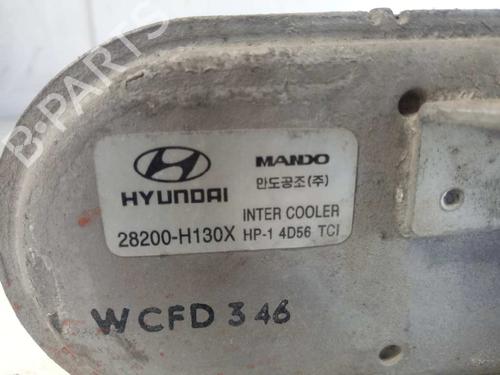 B-PARTS
HYUNDAI
28200-H130X
MANDO
만도공조(주)
INTER COOLER
HP-1 4D56 TCI
WCFD 346